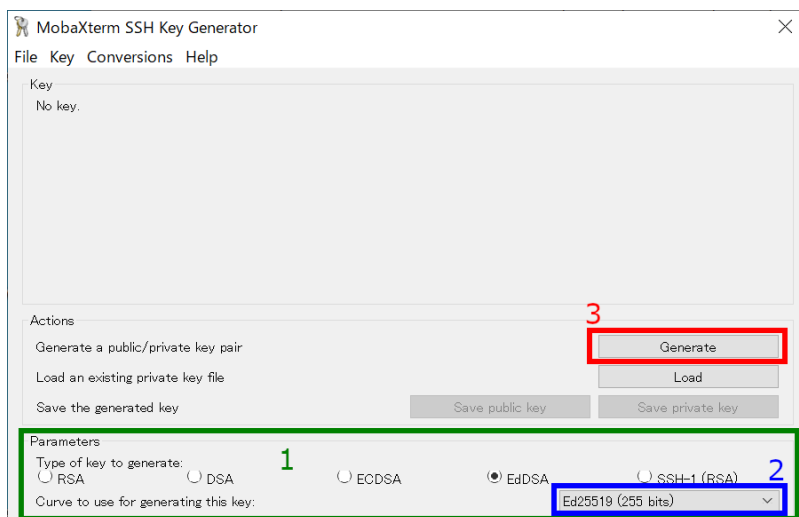 MobaXterm SSH Key Generator
File Key Conversions Help
Key
No key.
Actions
3
Generate a public/private key pair Generate
Load an existing private key file Load
Save the generated key Save public key Save private key
Parameters
1
Type of key to generate:
RSA DSA ECDSA EdDSA SSH-1 (RSA)
2
Curve to use for generating this key: Ed25519 (255 bits)